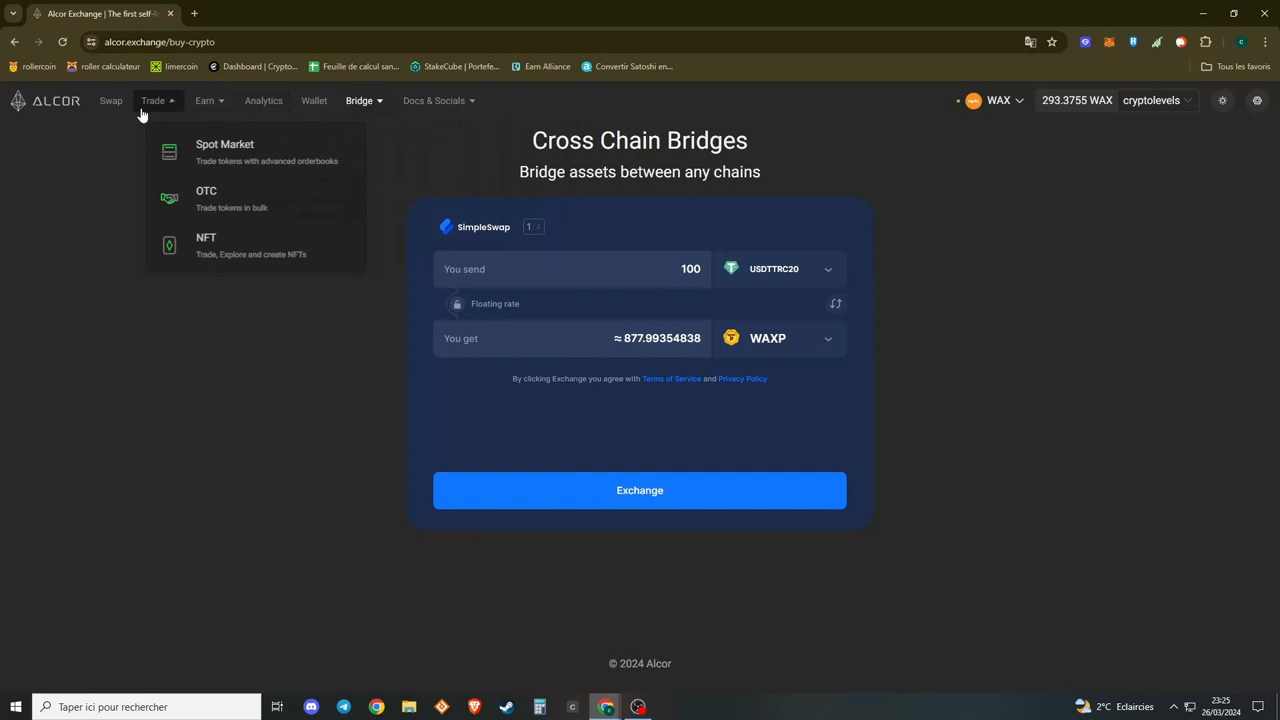 Alcor Exchange | The first self-li
alcor.exchange/buy-crypto
rollercoin
roller calculateur
limercoin
Dashboard | Crypto...
Feuille de calcul san...
StakeCube | Portefe...
Earn Alliance
Convertir Satoshi en...
Tous les favoris
ALCOR
Swap
Trade
Earn
Analytics
Wallet
Bridge
Docs & Socials
WAX
293.3755 WAX
cryptolevels
Spot Market
Trade tokens with advanced orderbooks
OTC
Trade tokens in bulk
NFT
Trade, Explore and create NFTs
Cross Chain Bridges
Bridge assets between any chains
SimpleSwap
1/4
You send
100
USDTTRC20
Floating rate
You get
≈ 877.99354838
WAXP
By clicking Exchange you agree with Terms of Service and Privacy Policy
Exchange
© 2024 Alcor
Taper ici pour rechercher
2°C Eclaircies
23:25
26/03/2024